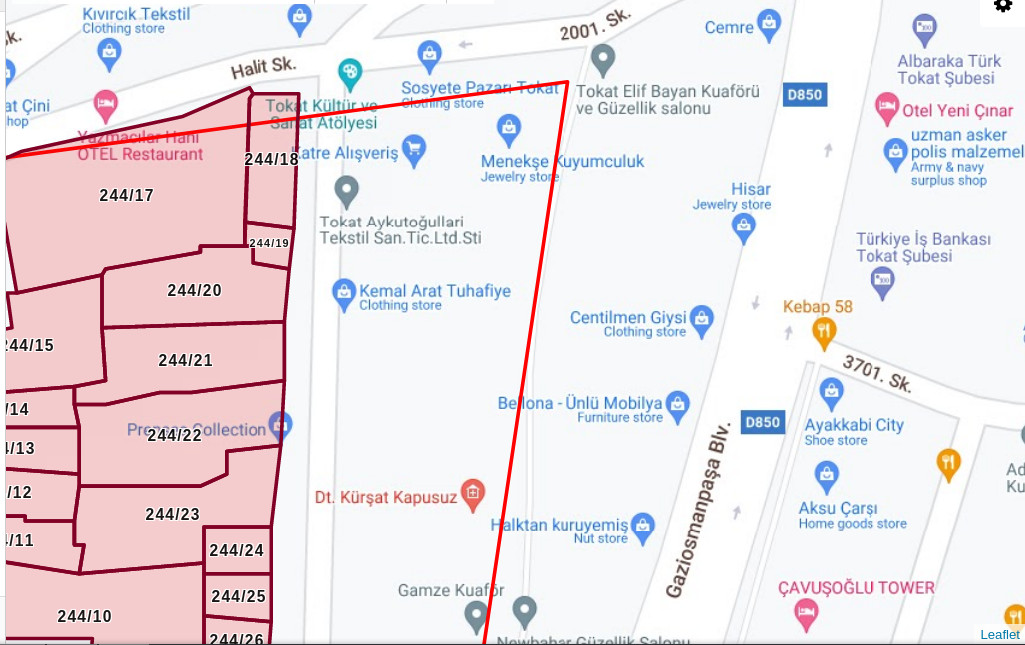 Kıvırcık Tekstil
Clothing store
sk.
at Çini
hop
Halit Sk.
2001. Sk.
Cemre
Albaraka Türk
Tokat Şubesi
Sosyete Pazarı Tokat
Clothing store
Tokat Kültür ve
Sanat Atölyesi
Tokat Elif Bayan Kuaförü
ve Güzellik salonu
D850
Otel Yeni Çınar
Yazmacılar Hanı
OTEL Restaurant
244/18
Katre Alışveriş
Menekşe Kuyumculuk
Jewelry store
uzman asker
polis malzemel
Army & navy
surplus shop
244/17
Hisar
Jewelry store
Tokat Aykutoğullari
Tekstil San.Tic.Ltd.Sti
244/19
Türkiye İş Bankası
Tokat Şubesi
244/20
Kemal Arat Tuhafiye
Clothing store
Centilmen Giysi
Clothing store
Kebap 58
244/15
244/21
3701. Sk.
/14
Bellona - Ünlü Mobilya
Furniture store
D850
Ayakkabi City
Shoe store
Collection
244/22
/13
/12
Dt. Kürşat Kapusuz
Ad
Ku
244/23
Halktan kuruyemiş
Nut store
Aksu Çarşı
Home goods store
Gaziosmanpaşa Blv.
/11
244/24
244/25
244/10
Gamze Kuaför
ÇAVUŞOĞLU TOWER
244/26
Newbahar Güzellik Salonu
Leaflet